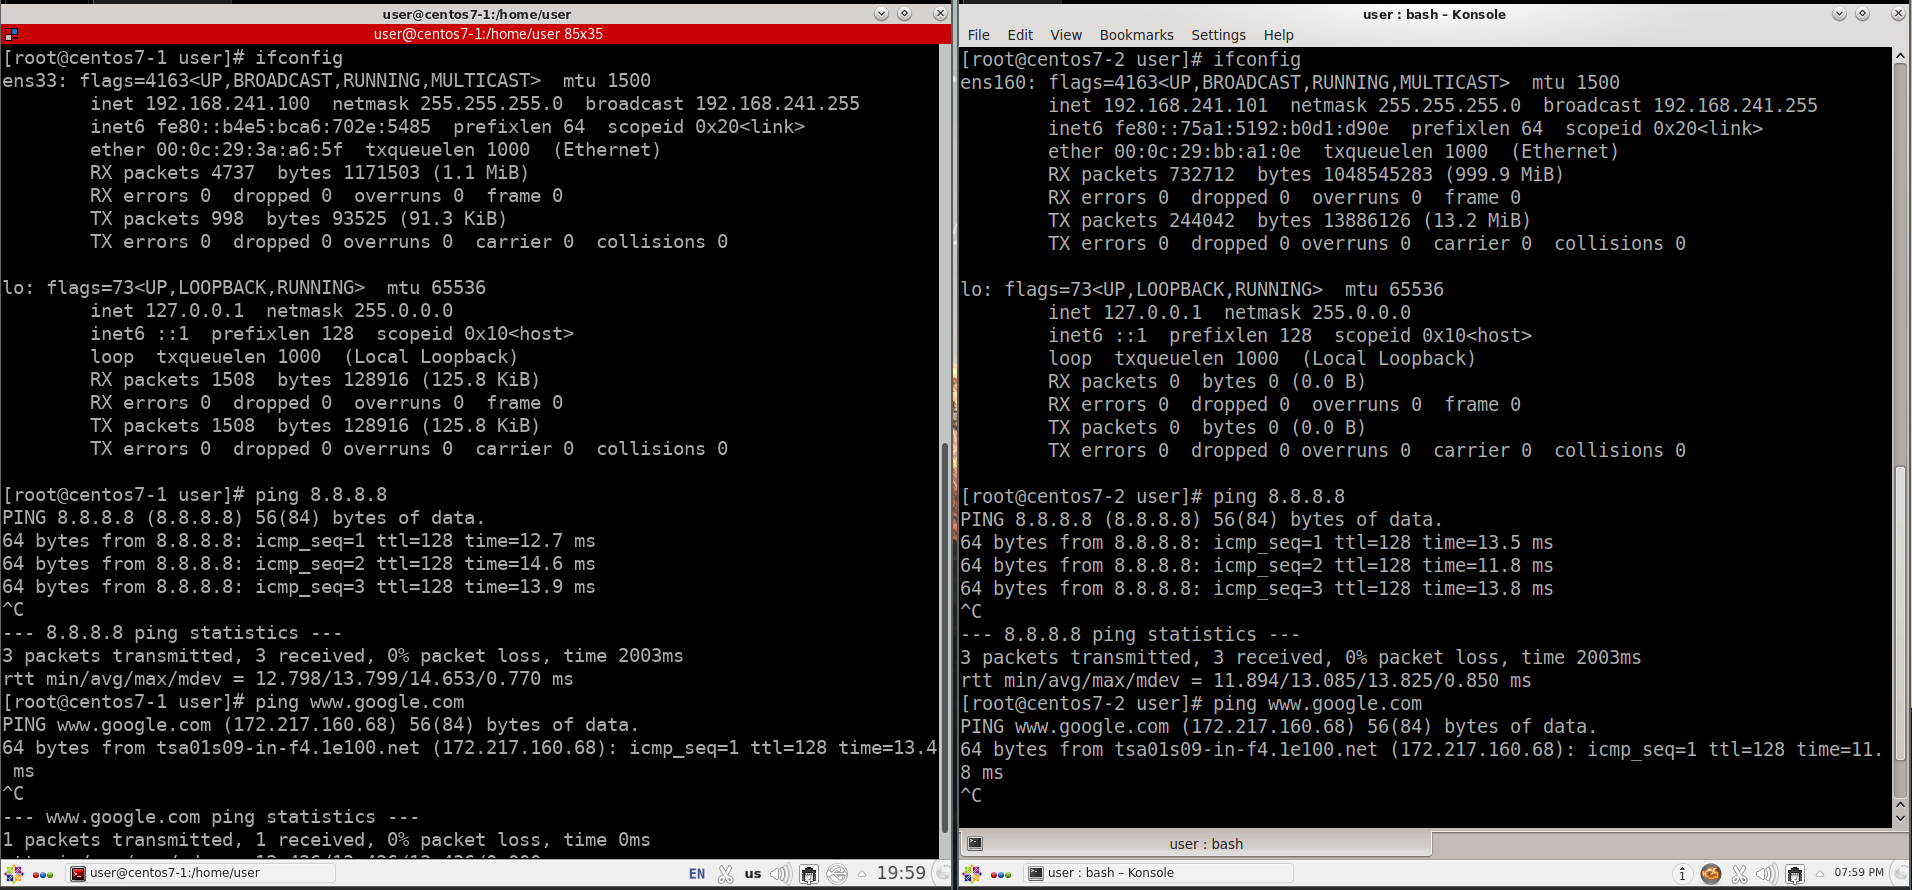 user@centos7-1:/home/user
user@centos7-1:/home/user 85x35
[root@centos7-1 user]# ifconfig
ens33: flags=4163<UP,BROADCAST,RUNNING,MULTICAST>  mtu 1500
        inet 192.168.241.100  netmask 255.255.255.0  broadcast 192.168.241.255
        inet6 fe80::b4e5:bca6:702e:5485  prefixlen 64  scopeid 0x20<link>
        ether 00:0c:29:3a:a6:5f  txqueuelen 1000  (Ethernet)
        RX packets 4737  bytes 1171503 (1.1 MiB)
        RX errors 0  dropped 0  overruns 0  frame 0
        TX packets 998  bytes 93525 (91.3 KiB)
        TX errors 0  dropped 0 overruns 0  carrier 0  collisions 0
lo: flags=73<UP,LOOPBACK,RUNNING>  mtu 65536
        inet 127.0.0.1  netmask 255.0.0.0
        inet6 ::1  prefixlen 128  scopeid 0x10<host>
        loop  txqueuelen 1000  (Local Loopback)
        RX packets 1508  bytes 128916 (125.8 KiB)
        RX errors 0  dropped 0  overruns 0  frame 0
        TX packets 1508  bytes 128916 (125.8 KiB)
        TX errors 0  dropped 0 overruns 0  carrier 0  collisions 0
[root@centos7-1 user]# ping 8.8.8.8
PING 8.8.8.8 (8.8.8.8) 56(84) bytes of data.
64 bytes from 8.8.8.8: icmp_seq=1 ttl=128 time=12.7 ms
64 bytes from 8.8.8.8: icmp_seq=2 ttl=128 time=14.6 ms
64 bytes from 8.8.8.8: icmp_seq=3 ttl=128 time=13.9 ms
^C
--- 8.8.8.8 ping statistics ---
3 packets transmitted, 3 received, 0% packet loss, time 2003ms
rtt min/avg/max/mdev = 12.798/13.799/14.653/0.770 ms
[root@centos7-1 user]# ping www.google.com
PING www.google.com (172.217.160.68) 56(84) bytes of data.
64 bytes from tsa01s09-in-f4.1e100.net (172.217.160.68): icmp_seq=1 ttl=128 time=13.4
 ms
^C
--- www.google.com ping statistics ---
1 packets transmitted, 1 received, 0% packet loss, time 0ms
user@centos7-1:/home/user
EN
us
19:59
user : bash – Konsole
File Edit View Bookmarks Settings Help
[root@centos7-2 user]# ifconfig
ens160: flags=4163<UP,BROADCAST,RUNNING,MULTICAST>  mtu 1500
        inet 192.168.241.101  netmask 255.255.255.0  broadcast 192.168.241.255
        inet6 fe80::75a1:5192:b0d1:d90e  prefixlen 64  scopeid 0x20<link>
        ether 00:0c:29:bb:a1:0e  txqueuelen 1000  (Ethernet)
        RX packets 732712  bytes 1048545283 (999.9 MiB)
        RX errors 0  dropped 0  overruns 0  frame 0
        TX packets 244042  bytes 13886126 (13.2 MiB)
        TX errors 0  dropped 0 overruns 0  carrier 0  collisions 0
lo: flags=73<UP,LOOPBACK,RUNNING>  mtu 65536
        inet 127.0.0.1  netmask 255.0.0.0
        inet6 ::1  prefixlen 128  scopeid 0x10<host>
        loop  txqueuelen 1000  (Local Loopback)
        RX packets 0  bytes 0 (0.0 B)
        RX errors 0  dropped 0  overruns 0  frame 0
        TX packets 0  bytes 0 (0.0 B)
        TX errors 0  dropped 0 overruns 0  carrier 0  collisions 0
[root@centos7-2 user]# ping 8.8.8.8
PING 8.8.8.8 (8.8.8.8) 56(84) bytes of data.
64 bytes from 8.8.8.8: icmp_seq=1 ttl=128 time=13.5 ms
64 bytes from 8.8.8.8: icmp_seq=2 ttl=128 time=11.8 ms
64 bytes from 8.8.8.8: icmp_seq=3 ttl=128 time=13.8 ms
^C
--- 8.8.8.8 ping statistics ---
3 packets transmitted, 3 received, 0% packet loss, time 2003ms
rtt min/avg/max/mdev = 11.894/13.085/13.825/0.850 ms
[root@centos7-2 user]# ping www.google.com
PING www.google.com (172.217.160.68) 56(84) bytes of data.
64 bytes from tsa01s09-in-f4.1e100.net (172.217.160.68): icmp_seq=1 ttl=128 time=11.
8 ms
^C
user : bash
user : bash – Konsole
07:59 PM